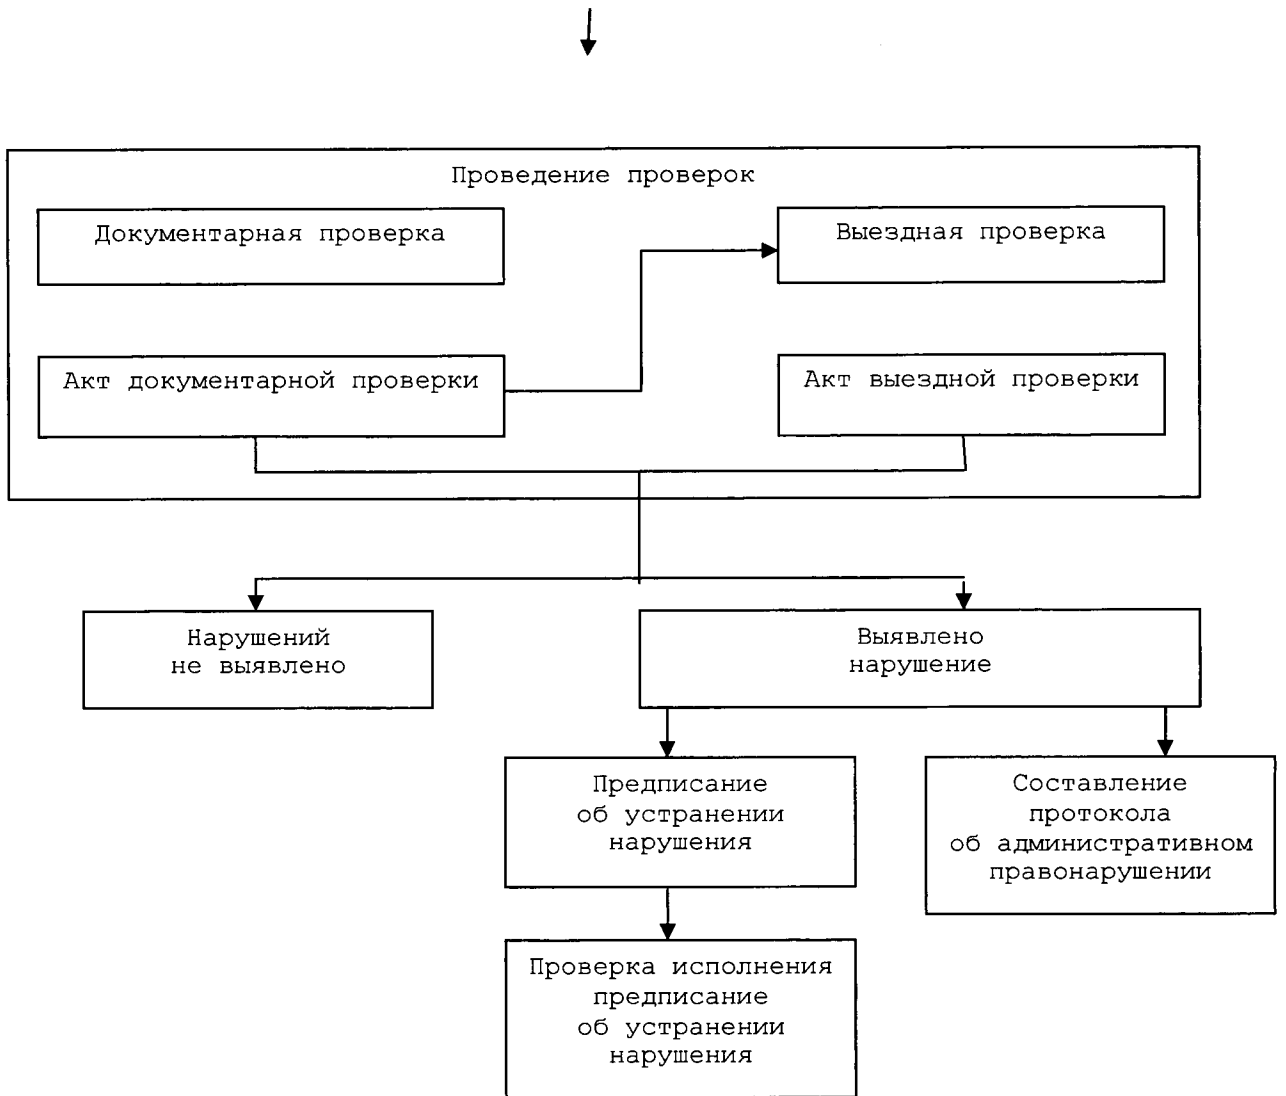 Проведение проверок
Документарная проверка
Выездная проверка
Акт документарной проверки
Акт выездной проверки
Нарушений
не выявлено
Выявлено
нарушение
Предписание
об устранении
нарушения
Составление
протокола
об административном
правонарушении
Проверка исполнения
предписание
об устранении
нарушения